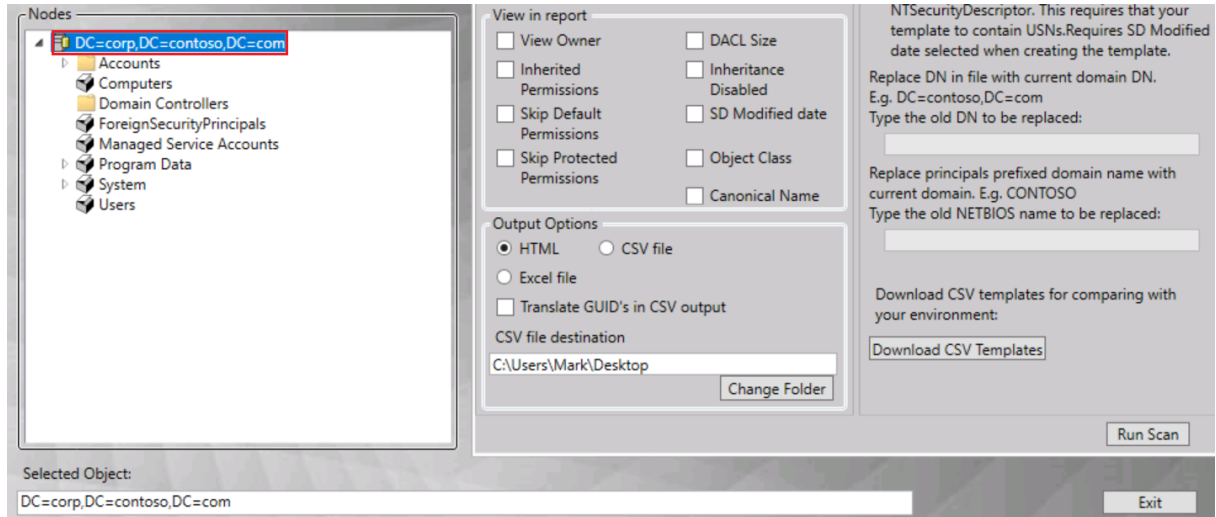 Nodes
DC=corp,DC=contoso,DC=com
Accounts
Computers
Domain Controllers
ForeignSecurityPrincipals
Managed Service Accounts
Program Data
System
Users
View in report
View Owner
DACL Size
Inherited
Permissions
Inheritance
Disabled
Skip Default
Permissions
SD Modified date
Skip Protected
Permissions
Object Class
Canonical Name
Output Options
HTML
CSV file
Excel file
Translate GUID's in CSV output
CSV file destination
C:\Users\Mark\Desktop
Change Folder
NTSecurityDescriptor. This requires that your
template to contain USNs.Requires SD Modified
date selected when creating the template.
Replace DN in file with current domain DN.
E.g. DC=contoso,DC=com
Type the old DN to be replaced:
Replace principals prefixed domain name with
current domain. E.g. CONTOSO
Type the old NETBIOS name to be replaced:
Download CSV templates for comparing with
your environment:
Download CSV Templates
Run Scan
Selected Object:
DC=corp,DC=contoso,DC=com
Exit